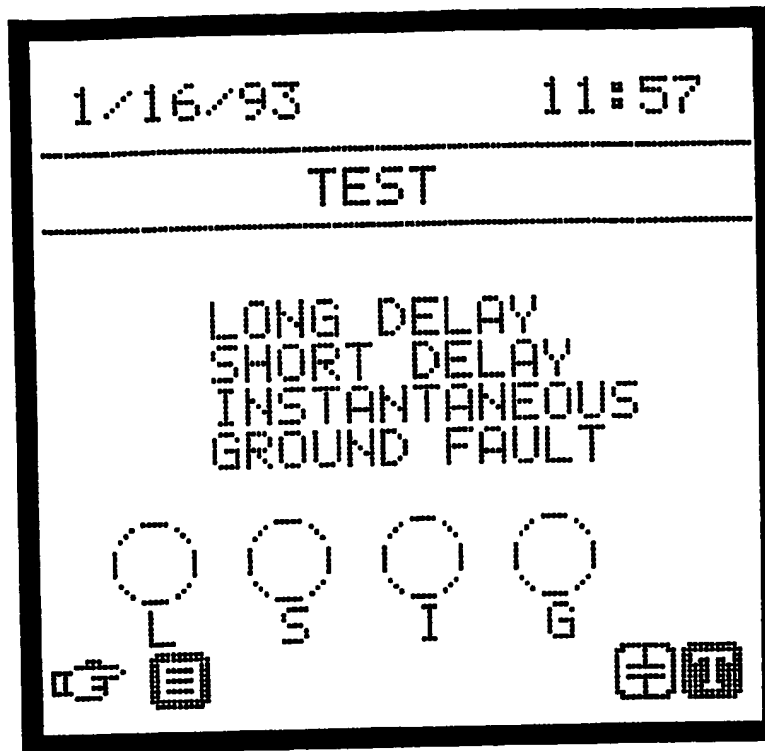 1/16/93 11:57
TEST
LONG DELAY
SHORT DELAY
INSTANTANEOUS
GROUND FAULT
L S I G